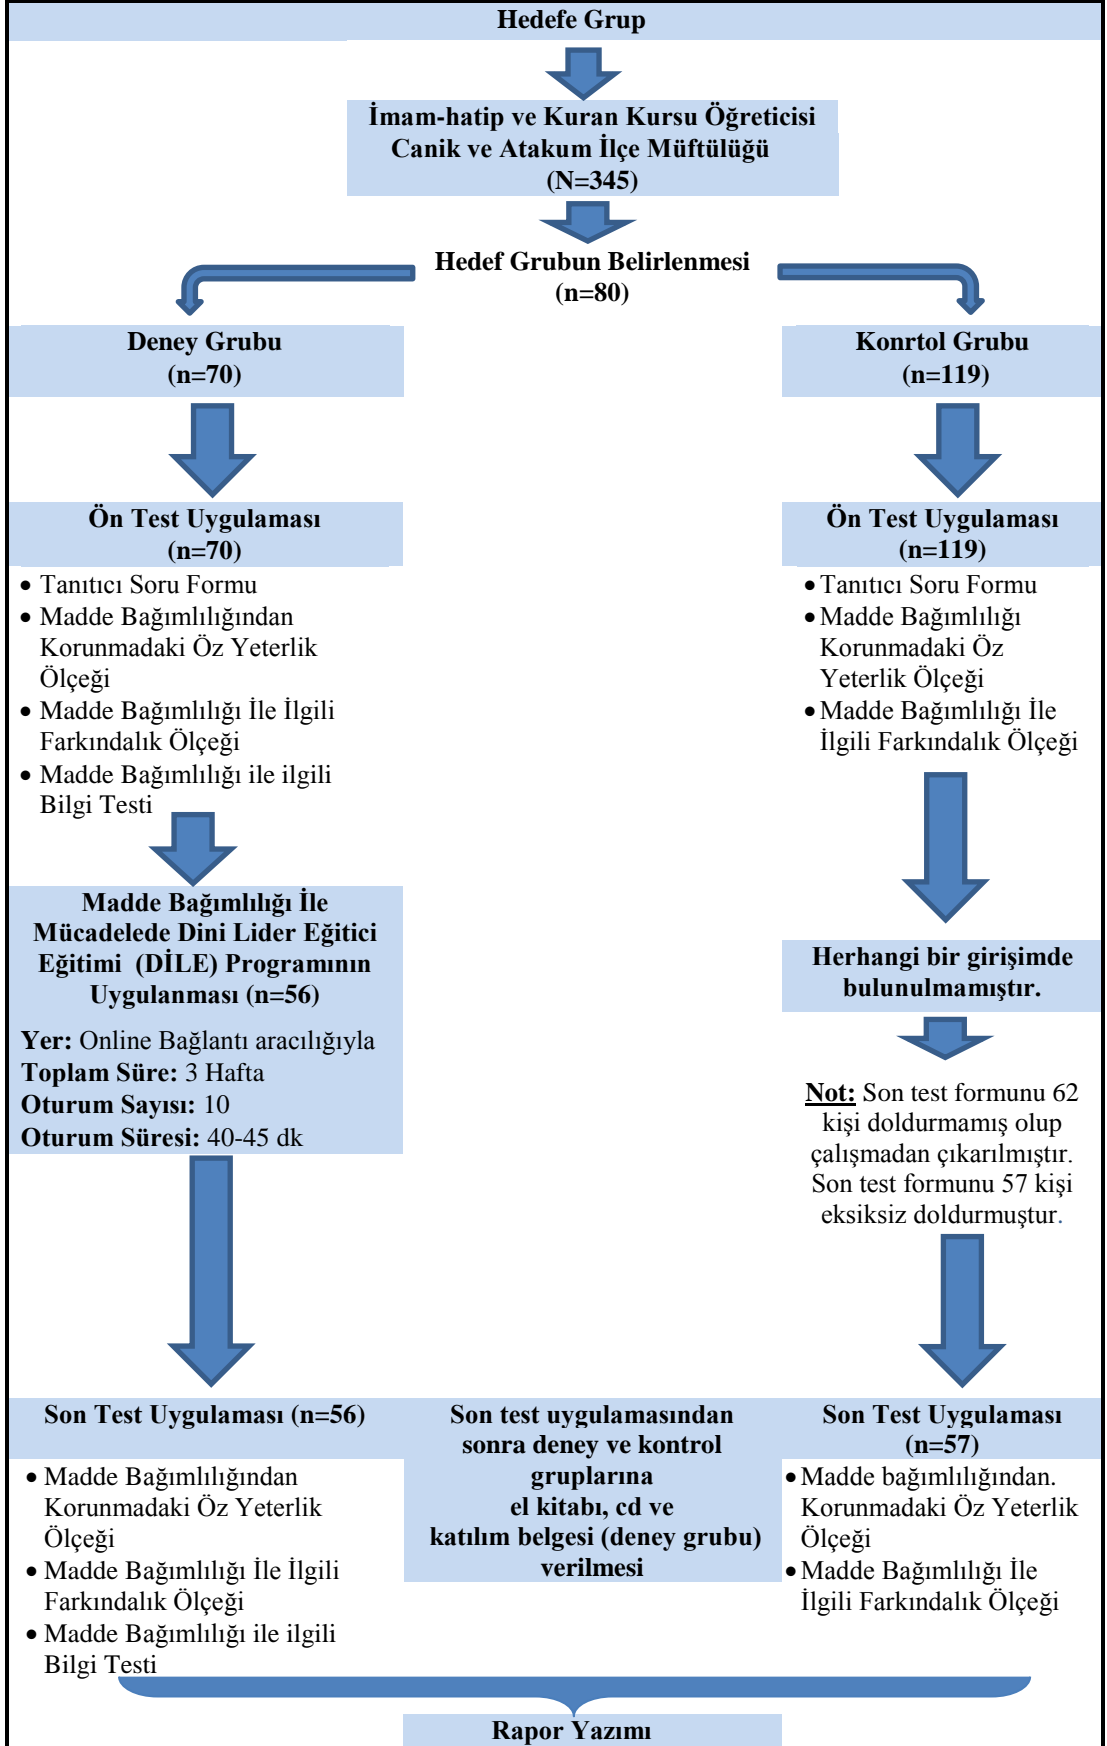 Hedefe Grup
İmam-hatip ve Kuran Kursu Öğreticisi
Canik ve Atakum İlçe Müftülüğü
(N=345)
Hedef Grubun Belirlenmesi
(n=80)
Deney Grubu
(n=70)
Konrtol Grubu
(n=119)
Ön Test Uygulaması
(n=70)
• Tanıtıcı Soru Formu
• Madde Bağımlılığından
Korunmadaki Öz Yeterlik
Ölçeği
• Madde Bağımlılığı İle İlgili
Farkındalık Ölçeği
• Madde Bağımlılığı ile ilgili
Bilgi Testi
Ön Test Uygulaması
(n=119)
• Tanıtıcı Soru Formu
• Madde Bağımlılığı
Korunmadaki Öz
Yeterlik Ölçeği
• Madde Bağımlılığı İle
İlgili Farkındalık Ölçeği
Madde Bağımlılığı İle
Mücadelede Dini Lider Eğitici
Eğitimi (DİLE) Programının
Uygulanması (n=56)
Yer: Online Bağlantı aracılığıyla
Toplam Süre: 3 Hafta
Oturum Sayısı: 10
Oturum Süresi: 40-45 dk
Herhangi bir girişimde
bulunulmamıştır.
Not: Son test formunu 62
kişi doldurmamış olup
çalışmadan çıkarılmıştır.
Son test formunu 57 kişi
eksiksiz doldurmuştur.
Son Test Uygulaması (n=56)
• Madde Bağımlılığından
Korunmadaki Öz Yeterlik
Ölçeği
• Madde Bağımlılığı İle İlgili
Farkındalık Ölçeği
• Madde Bağımlılığı ile ilgili
Bilgi Testi
Son test uygulamasından
sonra deney ve kontrol
gruplarına
el kitabı, cd ve
katılım belgesi (deney grubu)
verilmesi
Son Test Uygulaması
(n=57)
• Madde bağımlılığından.
Korunmadaki Öz Yeterlik
Ölçeği
• Madde Bağımlılığı İle
İlgili Farkındalık Ölçeği
Rapor Yazımı